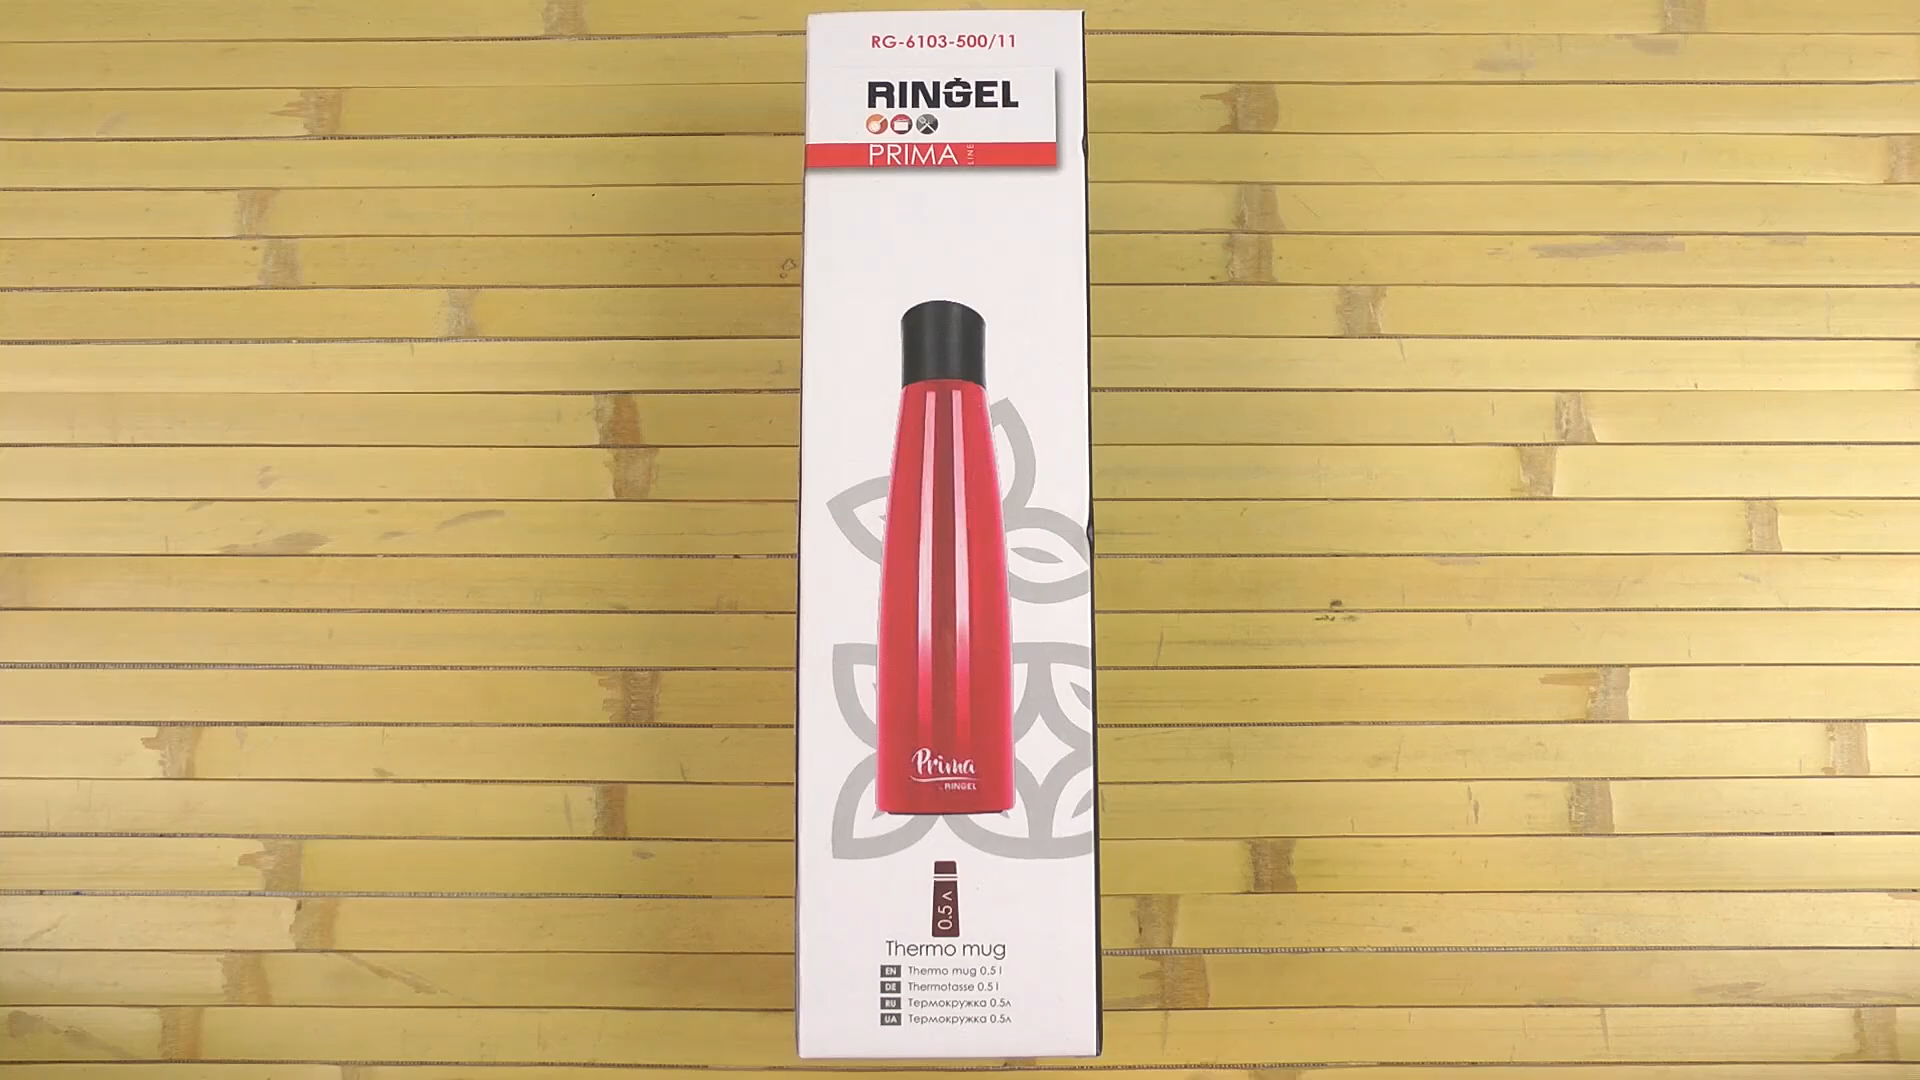 RG-6103-500/11
RINGEL
PRIMA LINE
Prima
RINGEL
0.5 л
Thermo mug
EN Thermo mug 0.5 l
DE Thermotasse 0.5 l
RU Термокружка 0.5л
UA Термокружка 0.5л